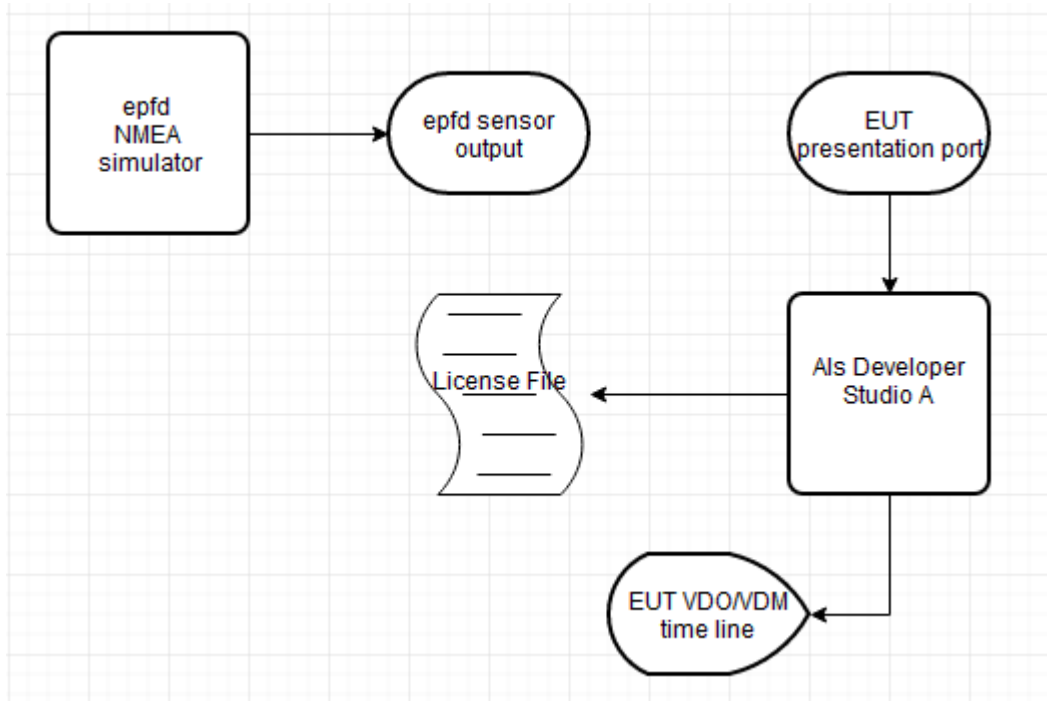 epfd
NMEA
simulator
epfd sensor
output
EUT
presentation port
License File
AIs Developer
Studio A
EUT VDO/VDM
time line